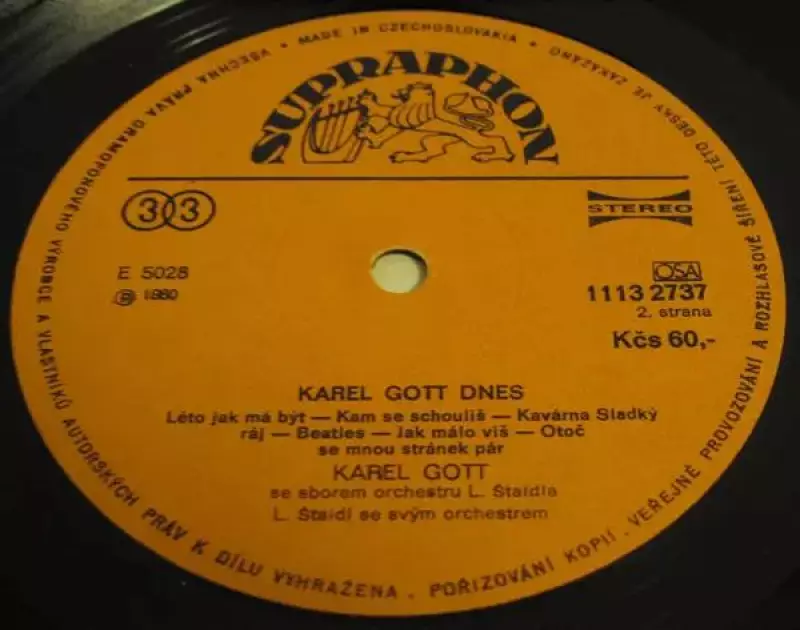 VŠECHNA PRÁVA GRAMOFONOVÉHO VÝROBCE A VLASTNÍKŮ AUTORSKÝCH PRÁV K DÍLU VYHRAŽENA . POŘIZOVÁNÍ KOPIÍ . VEŘEJNÉ PROVOZOVÁNÍ A ROZHLASOVÉ ŠÍŘENÍ TÉTO DESKY JE ZAKÁZÁNO • MADE IN CZECHOSLOVAKIA •
SUPRAPHON
33
STEREO
E 5028
OSA
Ⓟ 1980
1113 2737
2. strana
Kčs 60,-
KAREL GOTT DNES
Léto jak má být — Kam se schoulíš — Kavárna Sladký
ráj — Beatles — Jak málo víš — Otoč
se mnou stránek pár
KAREL GOTT
se sborem orchestru L. Štaidla
L. Štaidl se svým orchestrem